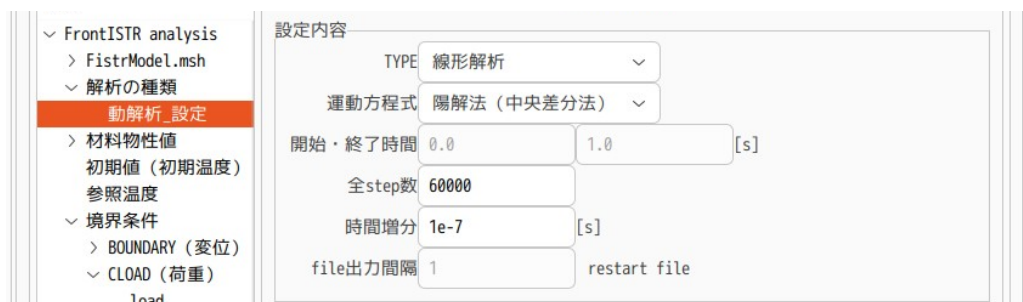 FrontISTR analysis
FistrModel.msh
解析の種類
動解析_設定
材料物性値
初期値（初期温度）
参照温度
境界条件
BOUNDARY（変位）
CLOAD（荷重）
load
設定内容
TYPE 線形解析
運動方程式 陽解法（中央差分法）
開始・終了時間 0.0 1.0 [s]
全step数 60000
時間増分 1e-7 [s]
file出力間隔 1 restart file